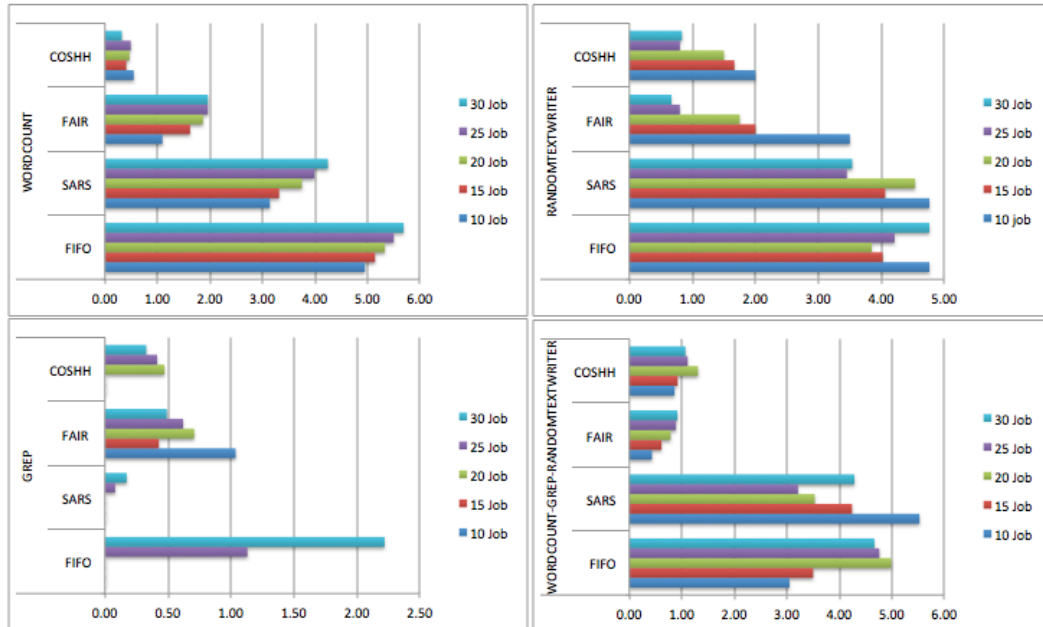 WORDCOUNT
COSHH
FAIR
SARS
FIFO
30 Job
25 Job
20 Job
15 Job
10 Job
0.00 1.00 2.00 3.00 4.00 5.00 6.00
RANDOMTEXTWRITER
COSHH
FAIR
SARS
FIFO
30 Job
25 Job
20 Job
15 Job
10 job
0.00 1.00 2.00 3.00 4.00 5.00
GREP
COSHH
FAIR
SARS
FIFO
30 Job
25 Job
20 Job
15 Job
10 Job
0.00 0.50 1.00 1.50 2.00 2.50
WORDCOUNT-GREP-RANDOMTEXTWRITER
COSHH
FAIR
SARS
FIFO
30 Job
25 Job
20 Job
15 Job
10 Job
0.00 1.00 2.00 3.00 4.00 5.00 6.00